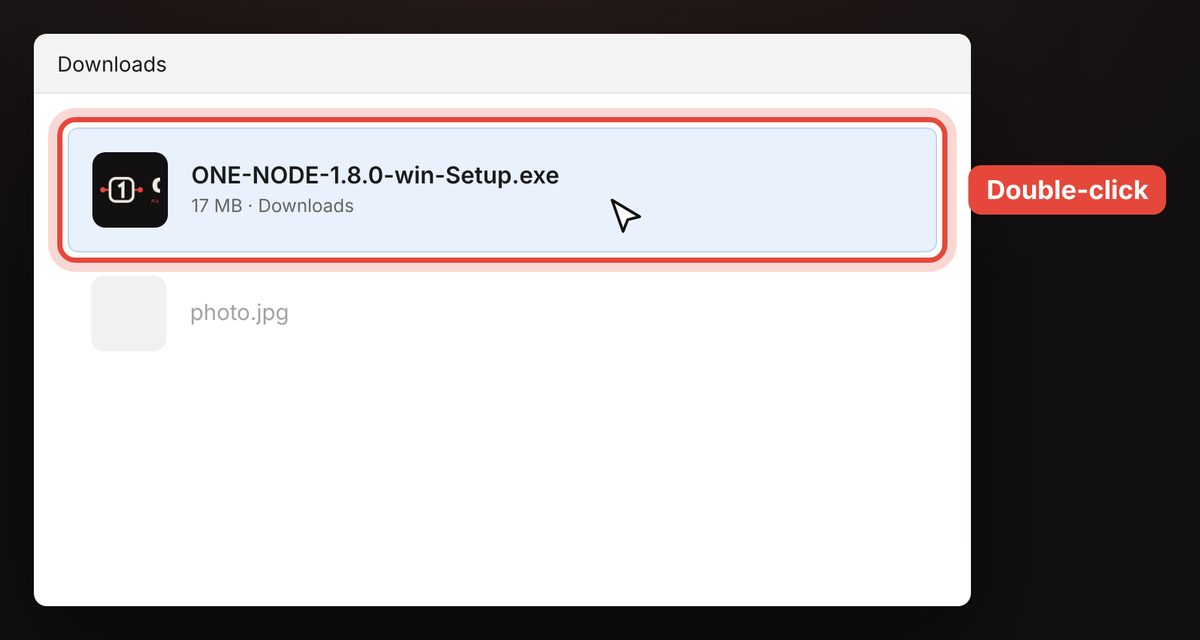 Downloads
1
ONE-NODE-1.8.0-win-Setup.exe
17 MB · Downloads
Double-click
photo.jpg